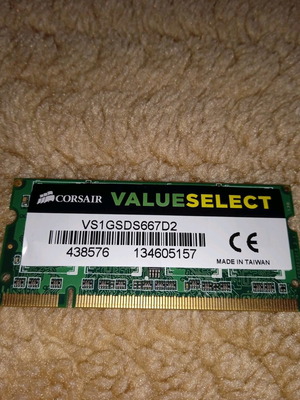 CORSAIR VALUESELECT
VS1GSDS667D2
438576 134605157
CE
MADE IN TAIWAN